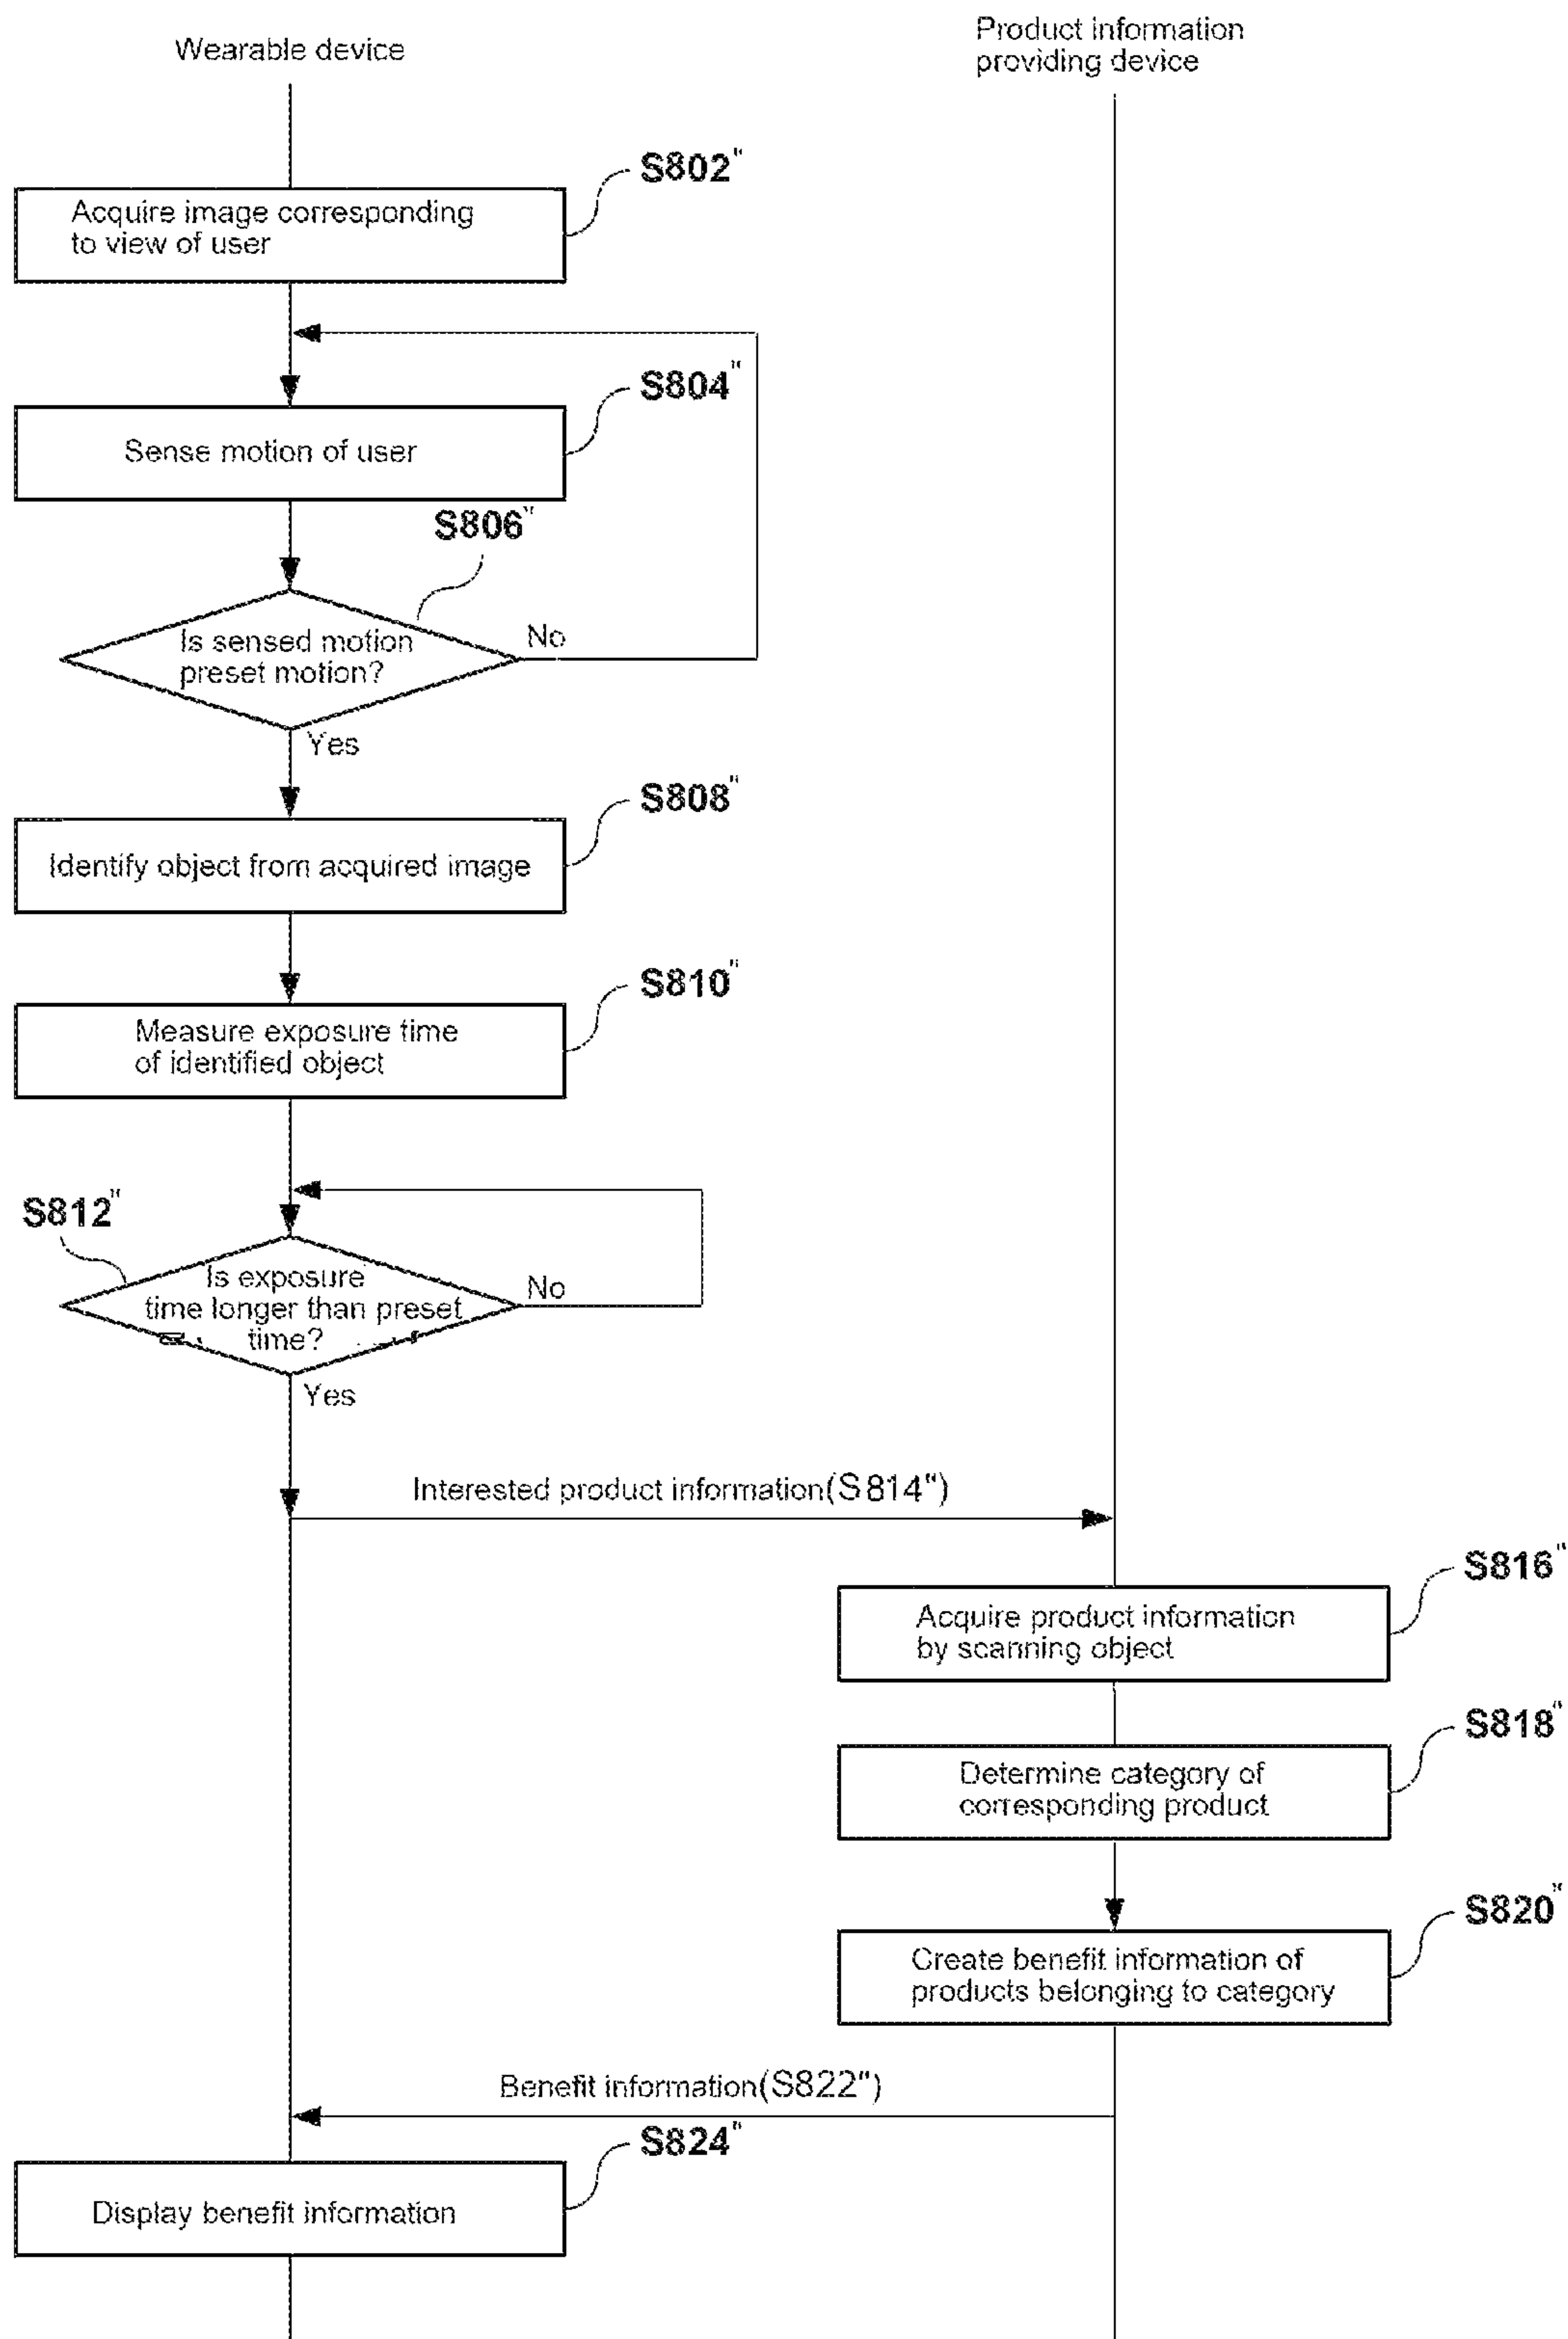 Wearable device
Product information
providing device
S802"
Acquire image corresponding
to view of user
S804"
Sense motion of user
S806"
Is sensed motion
preset motion?
No
Yes
S808"
Identify object from acquired image
S810"
Measure exposure time
of identified object
S812"
Is exposure
time longer than preset
time?
No
Yes
Interested product information(S814")
S816"
Acquire product information
by scanning object
S818"
Determine category of
corresponding product
S820"
Create benefit information of
products belonging to category
Benefit information(S822")
S824"
Display benefit information